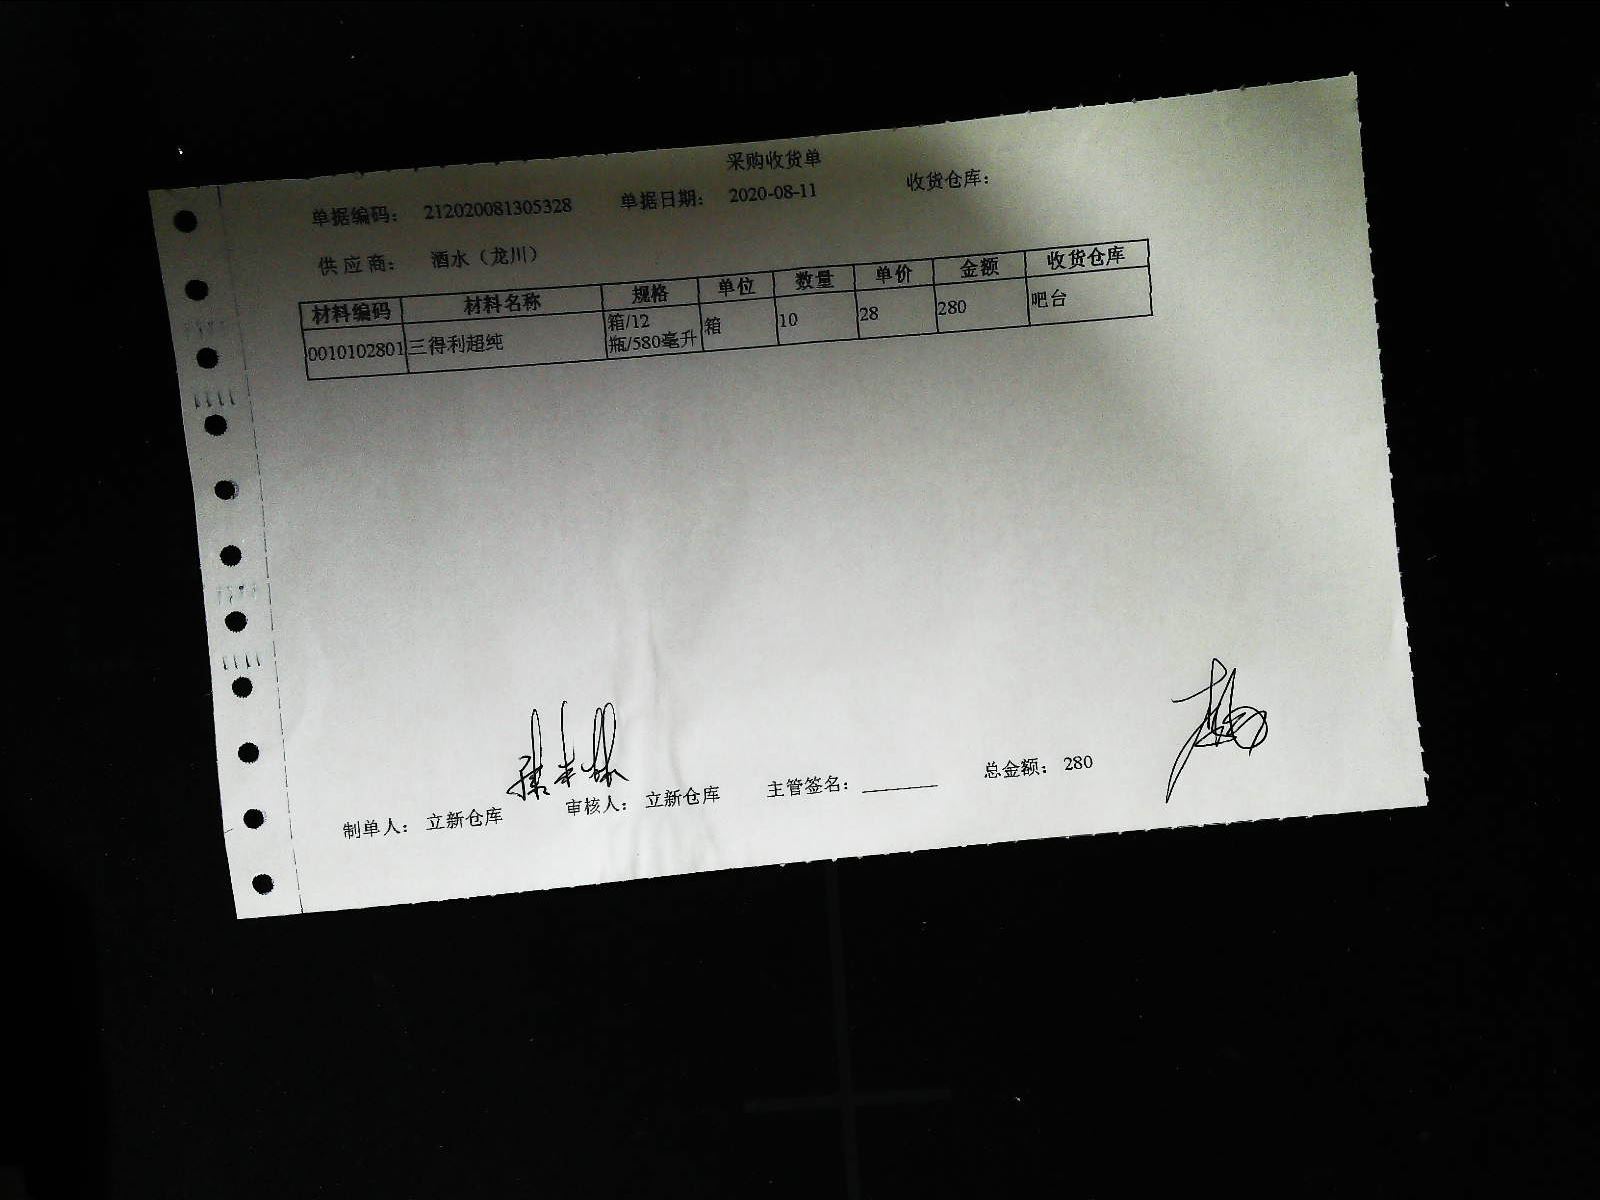 采购收货单
单据编码： 212020081305328 单据日期： 2020-08-11 收货仓库：
供应商： 酒水（龙川）
材料编码 材料名称 规格 单位 数量 单价 金额 收货仓库
0010102801 三得利超纯 箱/12瓶/580毫升 箱 10 28 280 吧台
制单人： 立新仓库 审核人： 立新仓库 主管签名： 总金额： 280